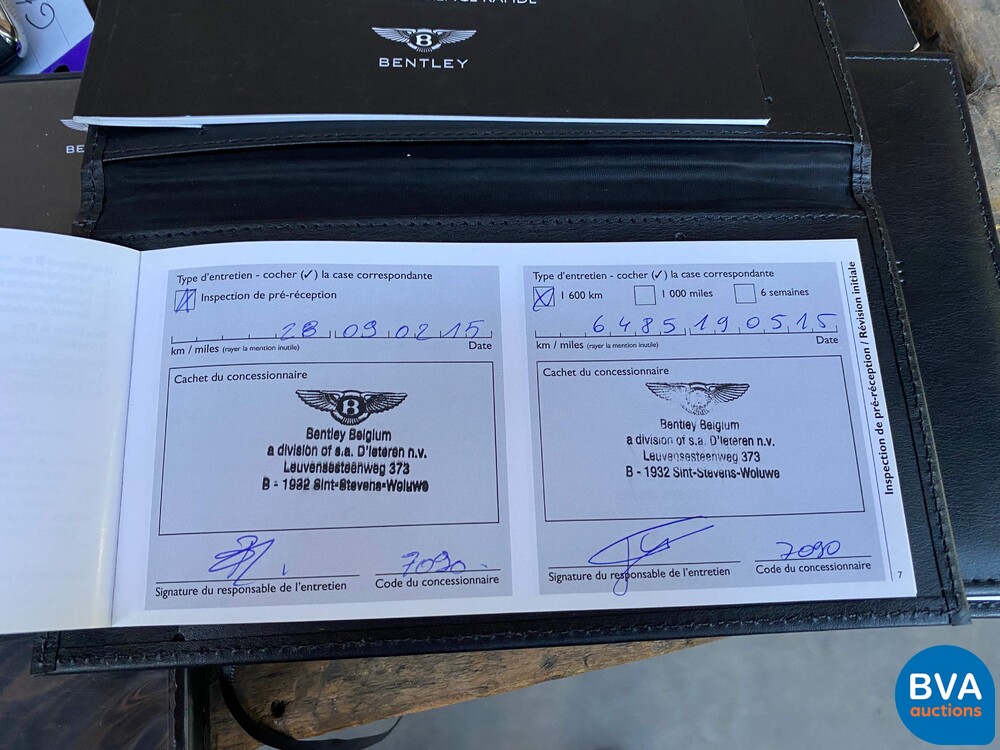 BENTLEY
BE
Type d'entretien - cocher (✓) la case correspondante
Inspection de pré-réception
28 09 02 15
km / miles (rayer la mention inutile) Date
Cachet du concessionnaire
B
Bentley Belgium
a division of s.a. D'Ieteren n.v.
Leuvensesteenweg 373
B - 1932 Sint-Stevens-Woluwe
7090
Signature du responsable de l'entretien Code du concessionnaire
Type d'entretien - cocher (✓) la case correspondante
1 600 km 1 000 miles 6 semaines
6485 19 05 15
km / miles (rayer la mention inutile) Date
Cachet du concessionnaire
Bentley Belgium
a division of s.a. D'Ieteren n.v.
Leuvensesteenweg 373
B - 1932 Sint-Stevens-Woluwe
7090
Signature du responsable de l'entretien Code du concessionnaire
Inspection de pré-réception / Révision initiale
7
BVA
auctions